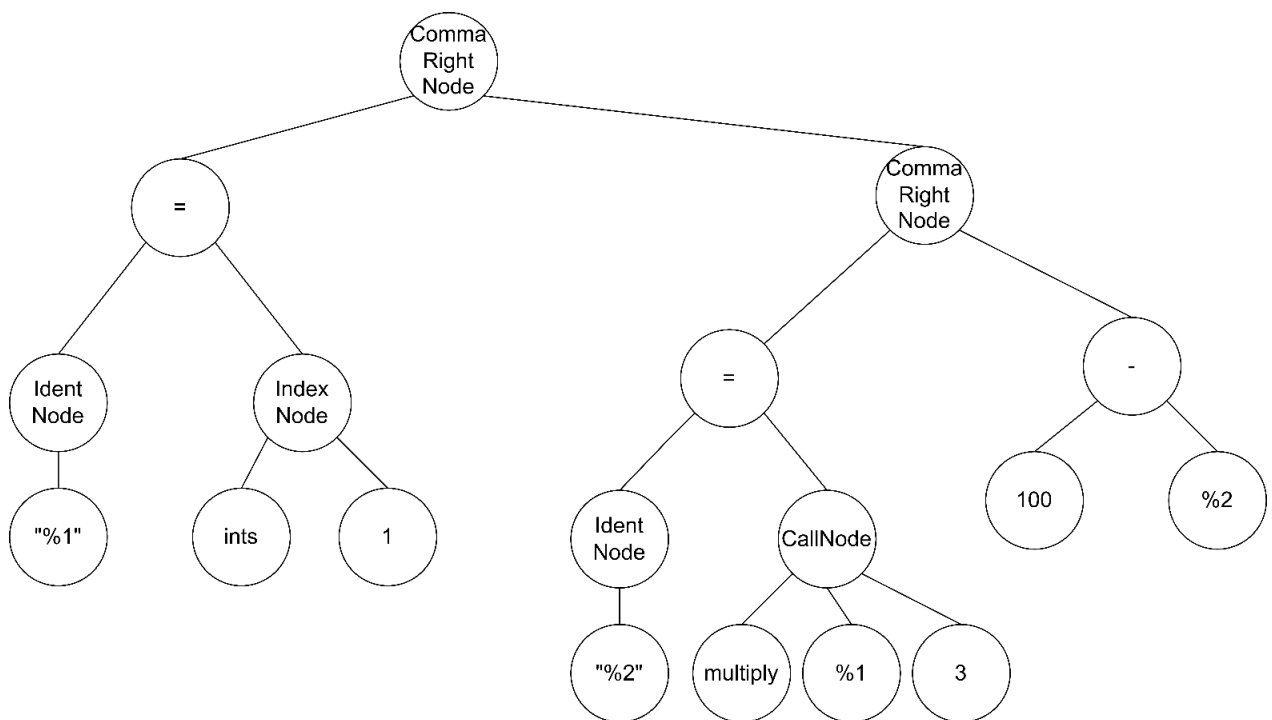 Comma
Right
Node
=
Comma
Right
Node
=
-
Ident
Node
Index
Node
"%1"
ints
1
Ident
Node
CallNode
100
%2
"%2"
multiply
%1
3